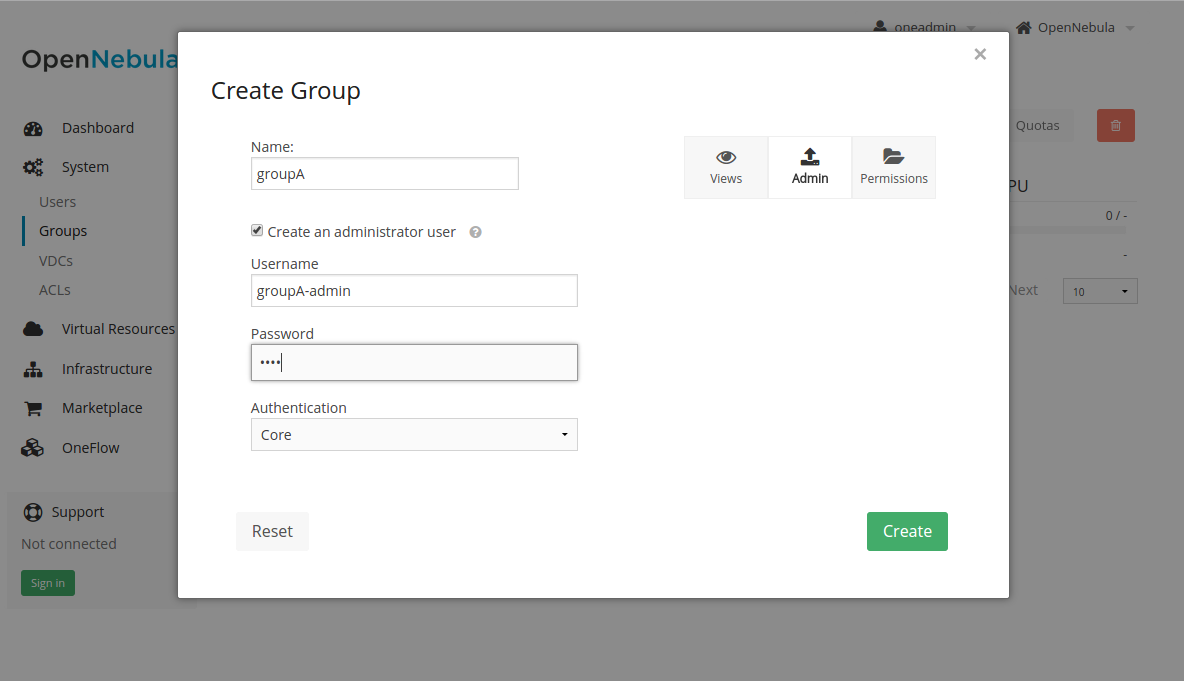 oneadmin
OpenNebula
OpenNebula
Create Group
Dashboard
System
Users
Groups
VDCs
ACLs
Virtual Resources
Infrastructure
Marketplace
OneFlow
Support
Not connected
Sign in
Name:
groupA
Views
Admin
Permissions
Create an administrator user
Username
groupA-admin
Password
••••
Authentication
Core
Reset
Create
Quotas
PU
0 / -
-
Next
10